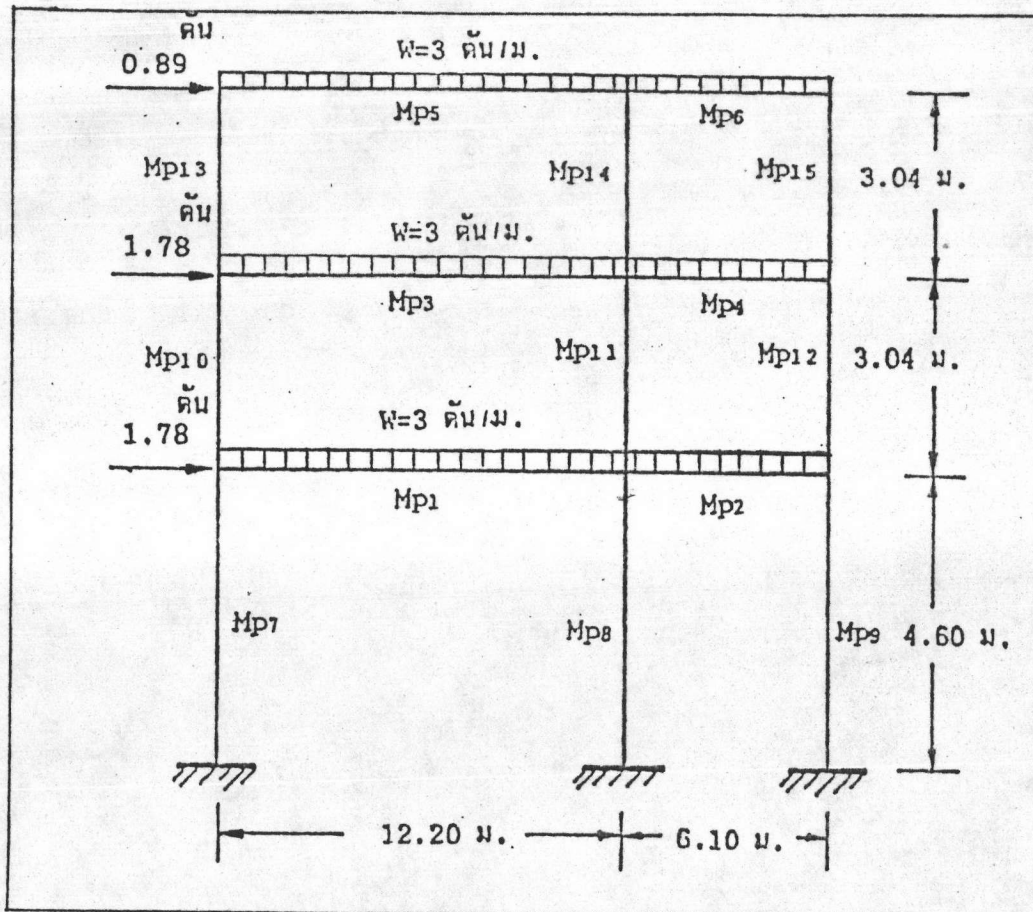 ตัน
0.89
W=3 ตัน/ม.
Mp5
Mp6
Mp13
Mp14
Mp15
3.04 ม.
ตัน
1.78
W=3 ตัน/ม.
Mp3
Mp4
Mp10
Mp11
Mp12
3.04 ม.
ตัน
1.78
W=3 ตัน/ม.
Mp1
Mp2
Mp7
Mp8
Mp9
4.60 ม.
12.20 ม.
6.10 ม.